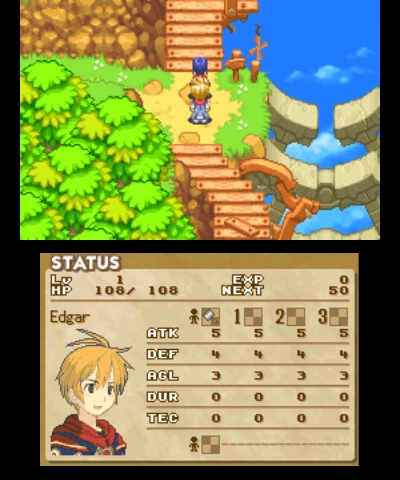 STATUS
Lv 1 EXP 0
HP 108/ 108 NEXT 50
Edgar 1 2 3
ATK 5 5 5 5
DEF 4 4 4 4
AGL 3 3 3 3
DUR 0 0 0 0
TEC 0 0 0 0